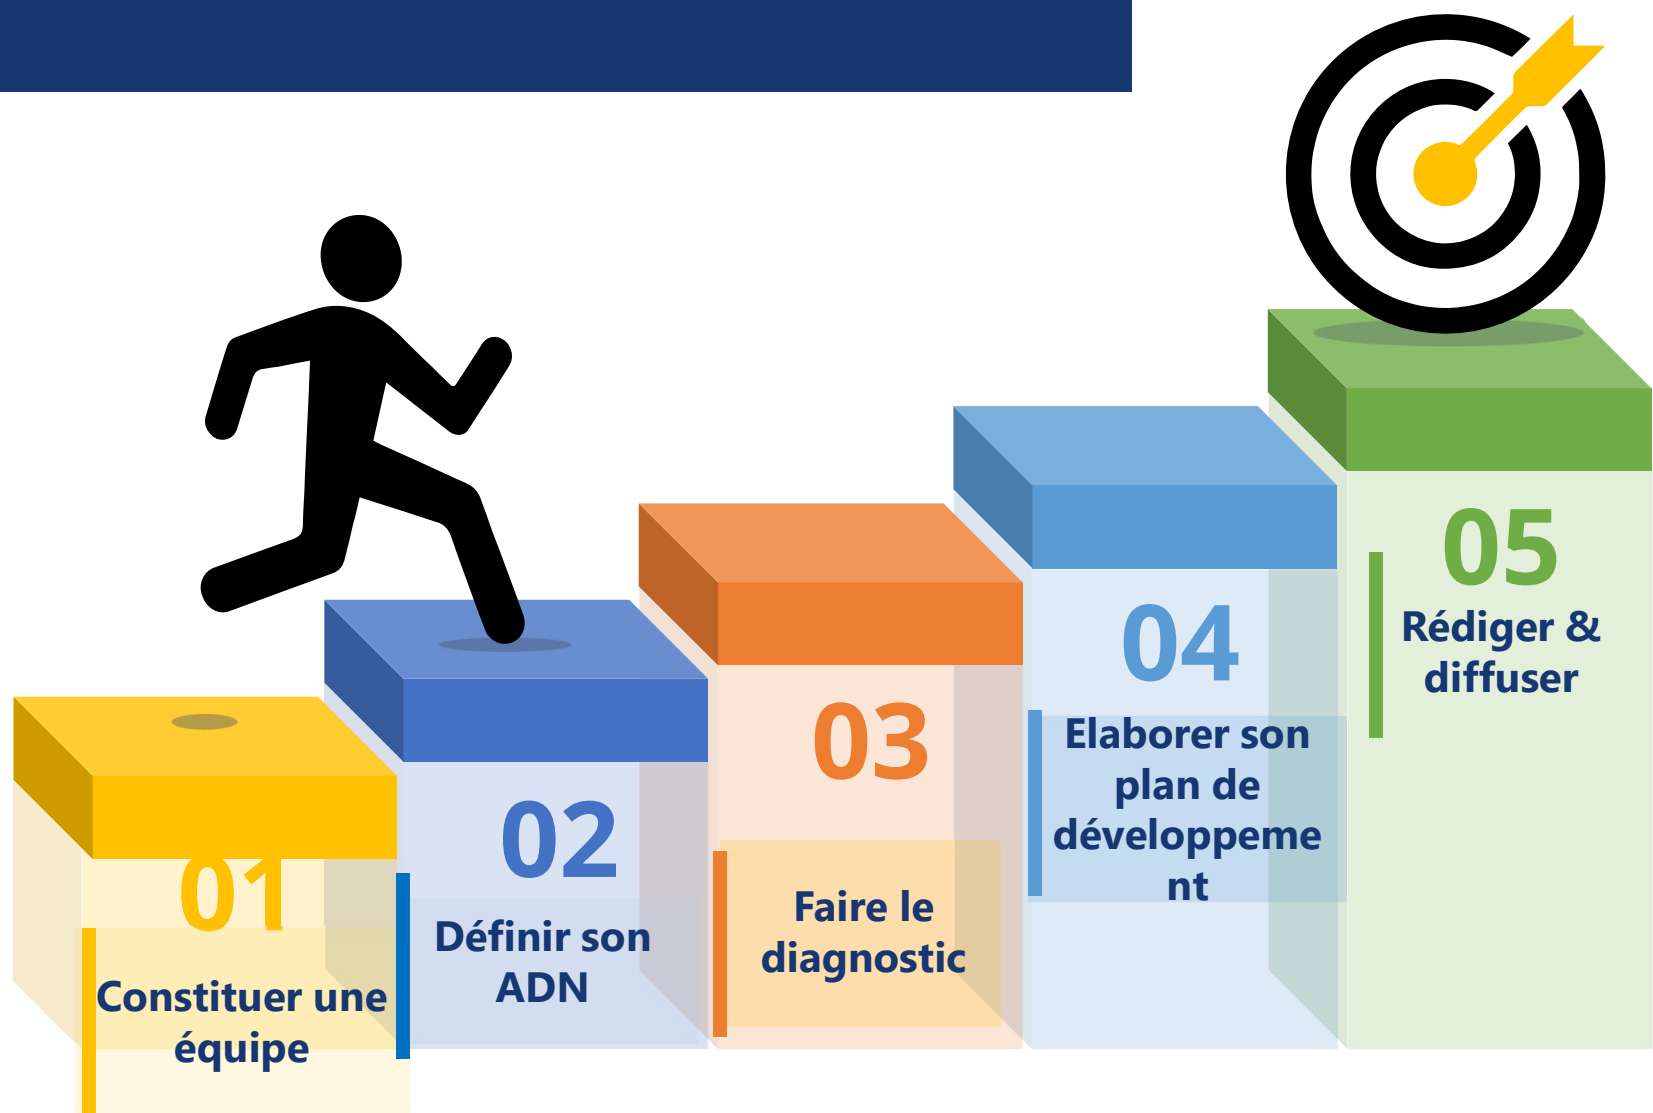 01
Constituer une
équipe
02
Définir son
ADN
03
Faire le
diagnostic
04
Elaborer son
plan de
développeme
nt
05
Rédiger &
diffuser